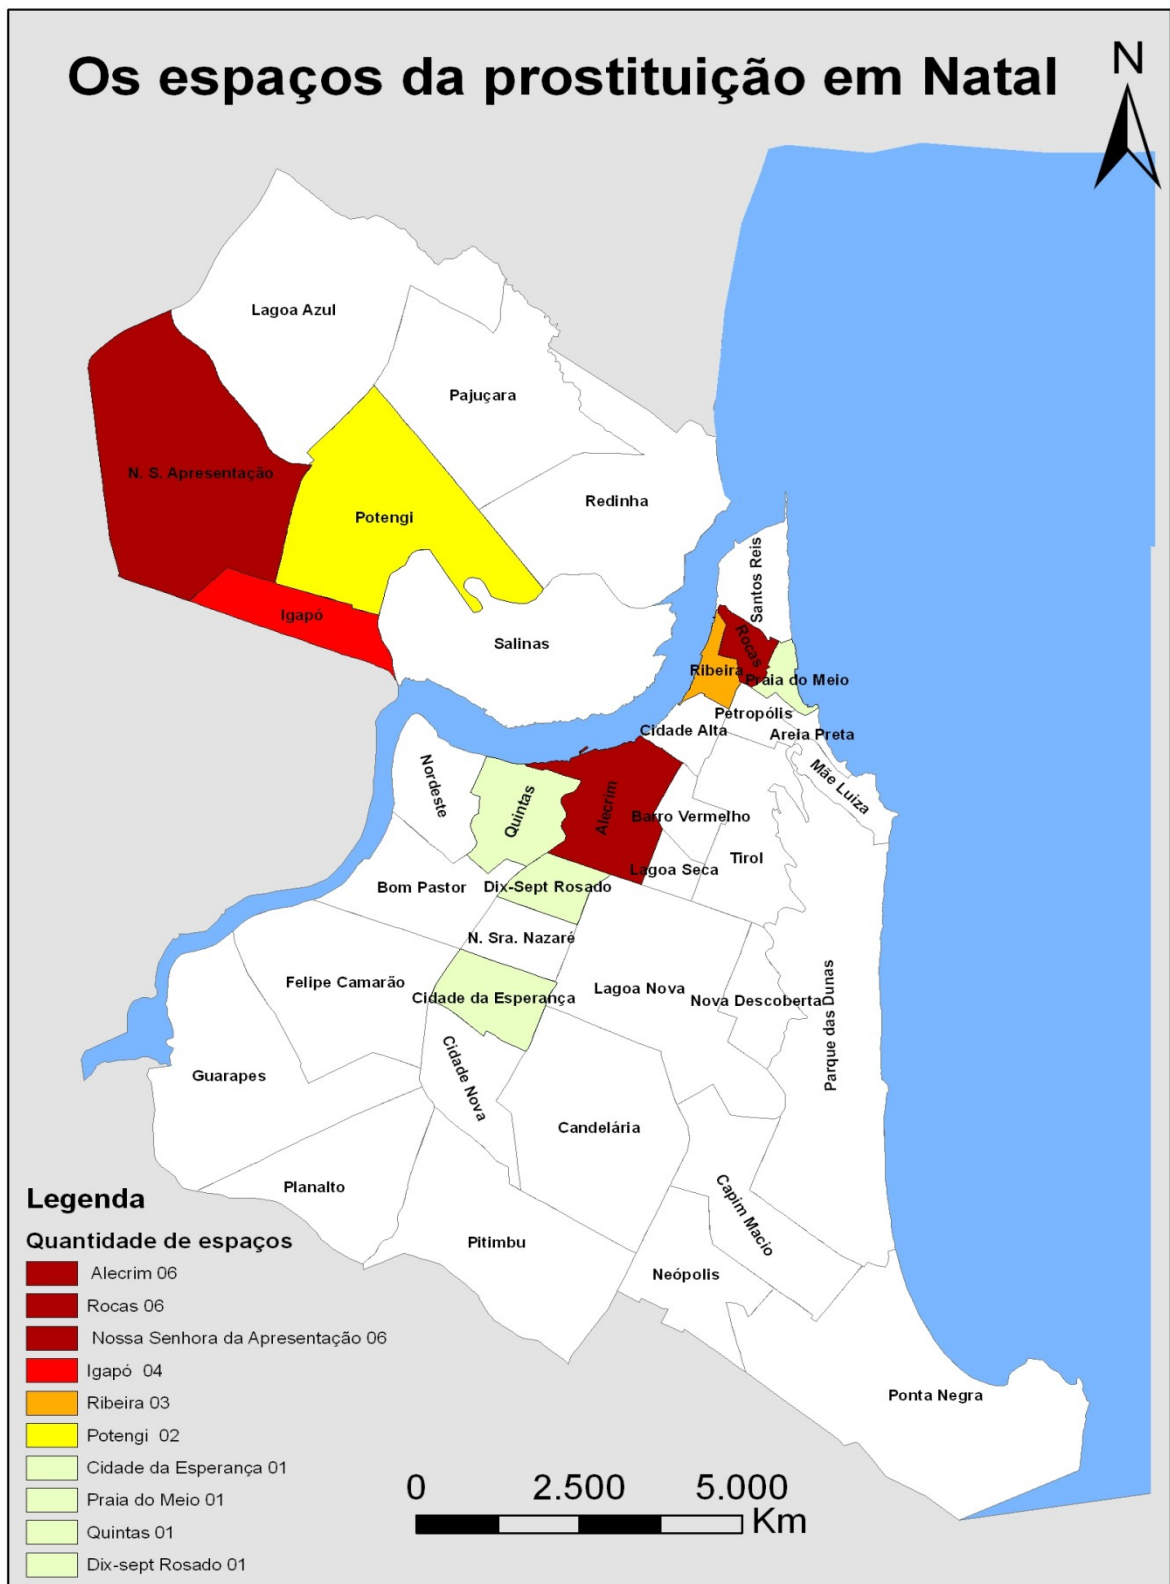 Os espaços da prostituição em Natal
N
Lagoa Azul
Pajuçara
N. S. Apresentação
Potengi
Redinha
Santos Reis
Igapó
Salinas
Rocas
Ribeira
Praia do Meio
Petropólis
Cidade Alta
Areia Preta
Mãe Luiza
Nordeste
Quintas
Alecrim
Barro Vermelho
Tirol
Lagoa Seca
Bom Pastor
Dix-Sept Rosado
N. Sra. Nazaré
Felipe Camarão
Cidade da Esperança
Lagoa Nova
Nova Descoberta
Parque das Dunas
Guarapes
Cidade Nova
Candelária
Planalto
Capim Macio
Pitimbu
Neópolis
Ponta Negra
Legenda
Quantidade de espaços
Alecrim 06
Rocas 06
Nossa Senhora da Apresentação 06
Igapó 04
Ribeira 03
Potengi 02
Cidade da Esperança 01
Praia do Meio 01
Quintas 01
Dix-sept Rosado 01
0 2.500 5.000
Km